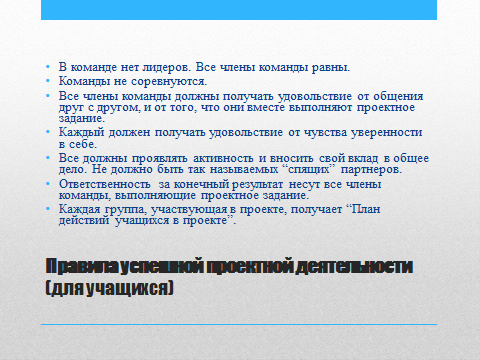 • В команде нет лидеров. Все члены команды равны.
• Команды не соревнуются.
• Все члены команды должны получать удовольствие от общения
друг с другом, и от того, что они вместе выполняют проектное
задание.
• Каждый должен получать удовольствие от чувства уверенности
в себе.
• Все должны проявлять активность и вносить свой вклад в общее
дело. Не должно быть так называемых “спящих” партнеров.
• Ответственность за конечный результат несут все члены
команды, выполняющие проектное задание.
• Каждая группа, участвующая в проекте, получает “План
действий учащихся в проекте”.
Правила успешной проектной деятельности
(для учащихся)